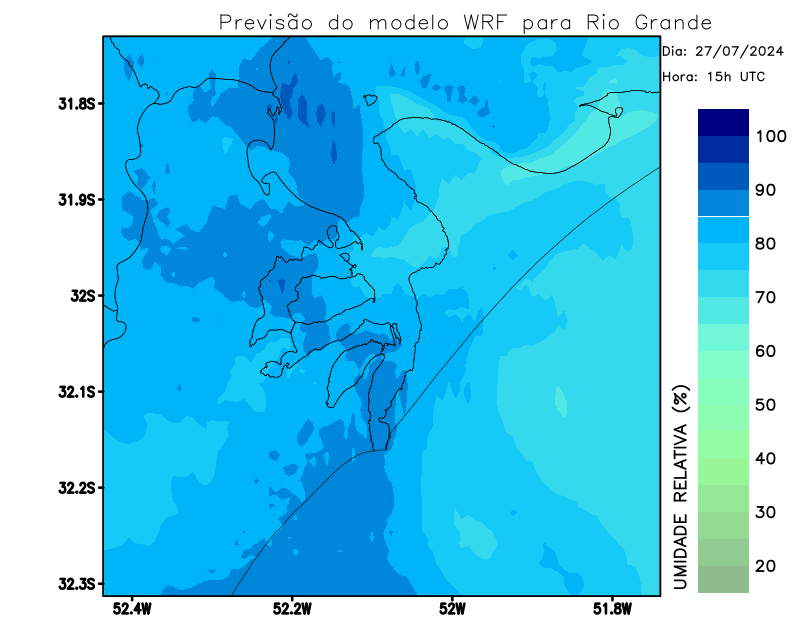 Previsão do modelo WRF para Rio Grande
Dia: 27/07/2024
Hora: 15h UTC
31.8S
31.9S
32S
32.1S
32.2S
32.3S
52.4W
52.2W
52W
51.8W
100
90
80
70
60
50
40
30
20
UMIDADE RELATIVA (%)